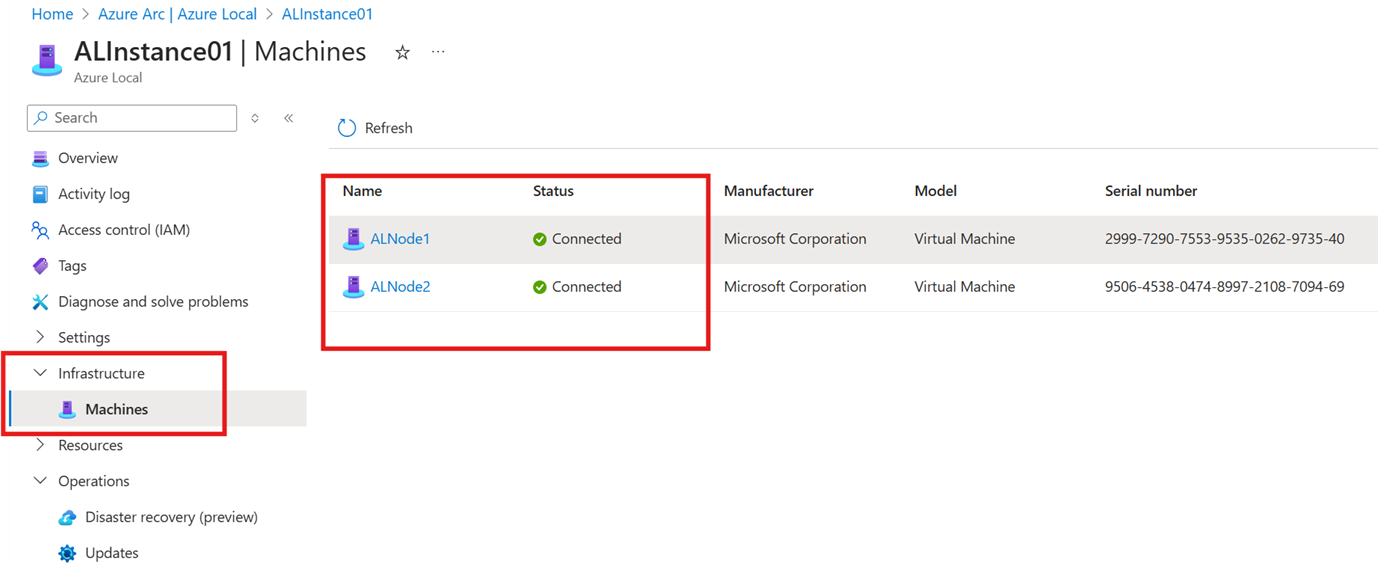 Home > Azure Arc | Azure Local > ALInstance01
ALInstance01 | Machines
Azure Local
Search
Refresh
Overview
Activity log
Access control (IAM)
Tags
Diagnose and solve problems
Settings
Infrastructure
Machines
Resources
Operations
Disaster recovery (preview)
Updates
Name Status Manufacturer Model Serial number
ALNode1 Connected Microsoft Corporation Virtual Machine 2999-7290-7553-9535-0262-9735-40
ALNode2 Connected Microsoft Corporation Virtual Machine 9506-4538-0474-8997-2108-7094-69